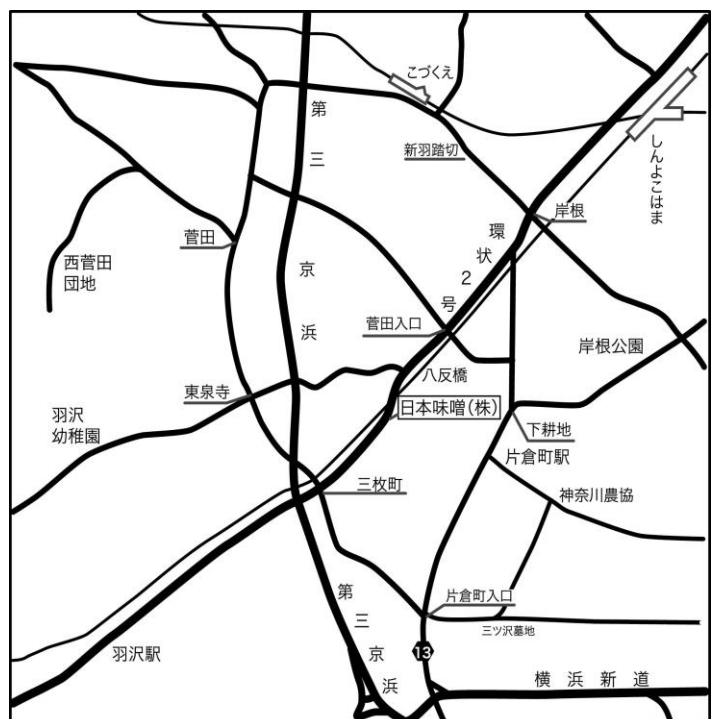 こづくえ
第三京浜
新羽踏切
しんよこはま
岸根
菅田
環状2号
西菅田
団地
菅田入口
岸根公園
八反橋
東泉寺
日本味噌(株)
羽沢
幼稚園
下耕地
片倉町駅
三枚町
神奈川農協
片倉町入口
第三京浜
三ツ沢墓地
羽沢駅
13
横浜新道